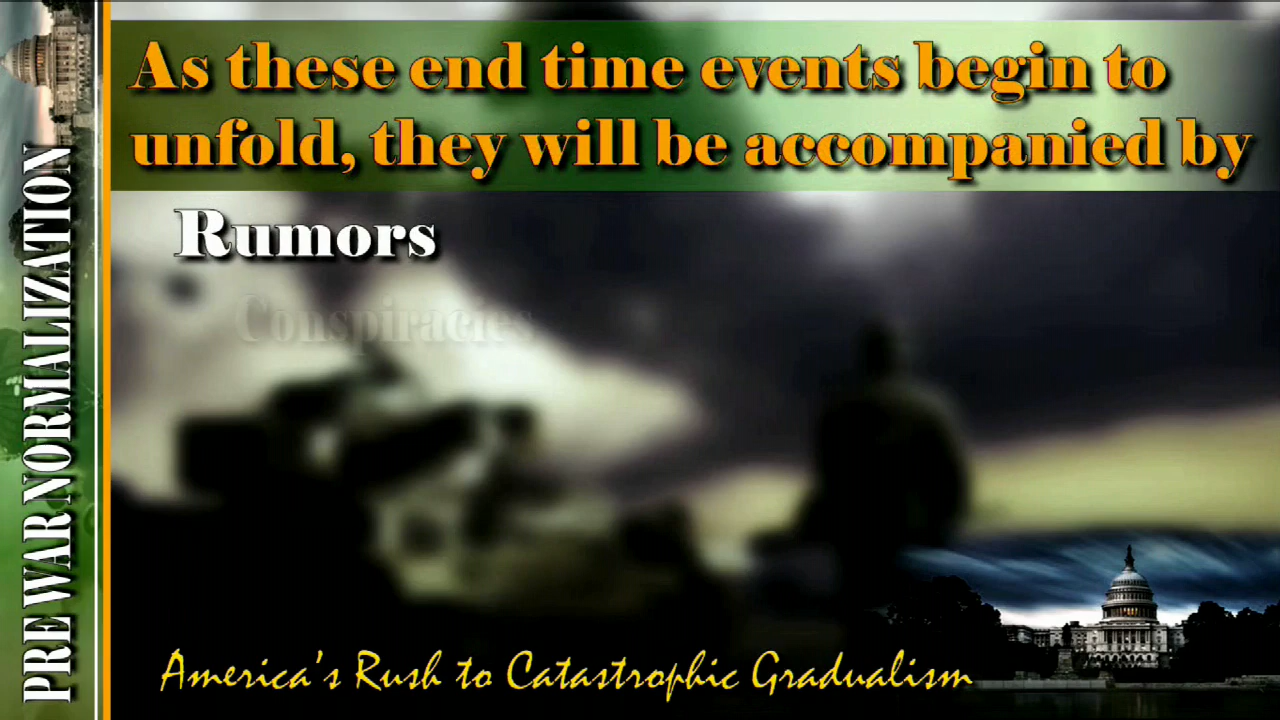 As these end time events begin to
unfold, they will be accompanied by
Rumors
Conspiracies
America's Rush to Catastrophic Gradualism
PRE WAR NORMALIZATION